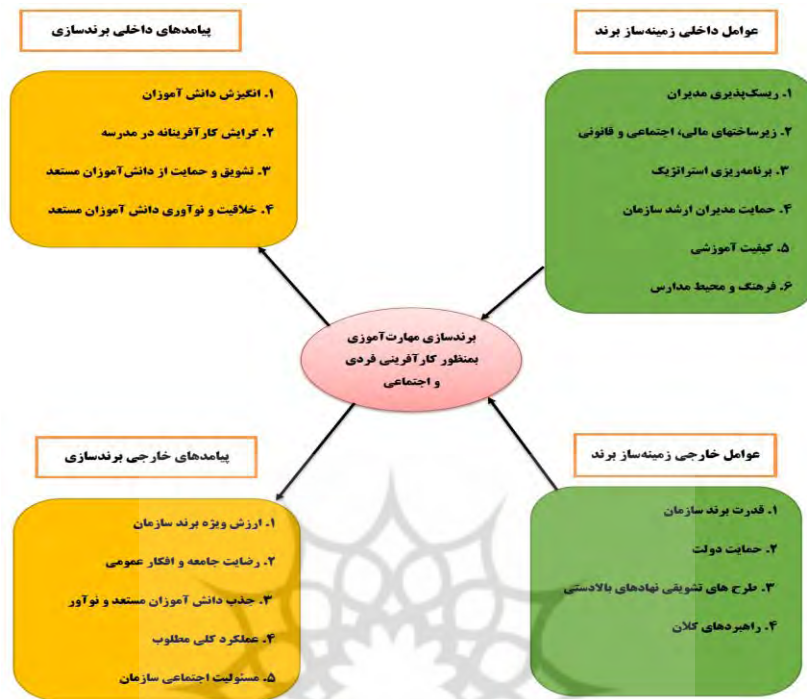 عوامل داخلی زمینه‌ساز برند
۱. ریسک‌پذیری مدیران
۲. زیرساختهای مالی، اجتماعی و قانونی
۳. برنامه‌ریزی استراتژیک
۴. حمایت مدیران ارشد سازمان
۵. کیفیت آموزشی
۶. فرهنگ و محیط مدارس
پیامدهای داخلی برندسازی
۱. انگیزش دانش آموزان
۲. گرایش کارآفرینانه در مدرسه
۳. تشویق و حمایت از دانش‌آموزان مستعد
۴. خلاقیت و نوآوری دانش آموزان مستعد
برندسازی مهارت‌آموزی
بمنظور کارآفرینی فردی
و اجتماعی
عوامل خارجی زمینه‌ساز برند
۱. قدرت برند سازمان
۲. حمایت دولت
۳. طرح های تشویقی نهادهای بالادستی
۴. راهبردهای کلان
پیامدهای خارجی برندسازی
۱. ارزش ویژه برند سازمان
۲. رضایت جامعه و افکار عمومی
۳. جذب دانش آموزان مستعد و نوآور
۴. عملکرد کلی مطلوب
۵. مسئولیت اجتماعی سازمان